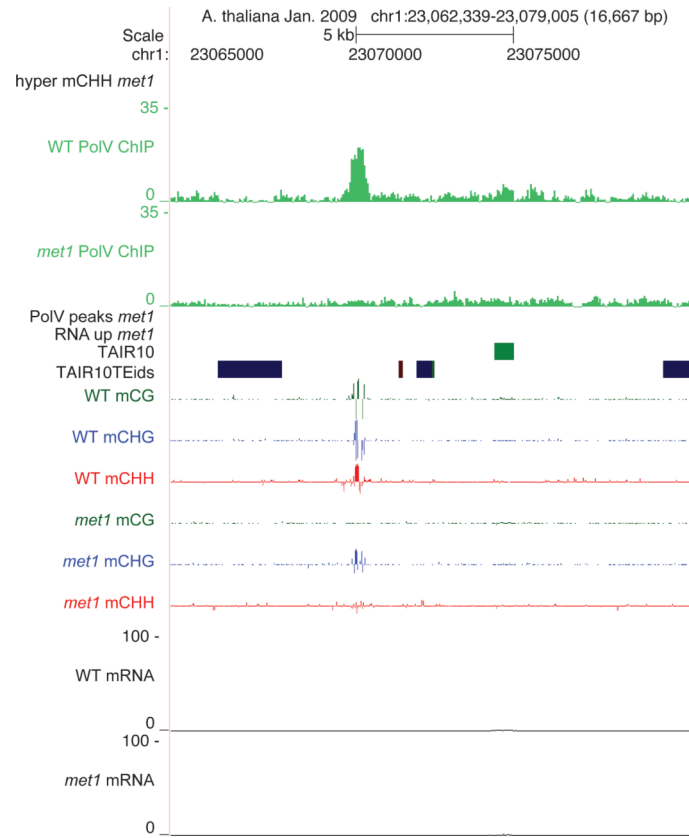 A. thaliana Jan. 2009 chr1:23,062,339-23,079,005 (16,667 bp)
Scale 5 kb
chr1: 23065000 23070000 23075000
hyper mCHH met1
35 -
WT PolV ChIP
0 _
35 -
met1 PolV ChIP
0 _
PolV peaks met1
RNA up met1
TAIR10
TAIR10TEids
WT mCG
WT mCHG
WT mCHH
met1 mCG
met1 mCHG
met1 mCHH
100 -
WT mRNA
0 _
100 -
met1 mRNA
0 _